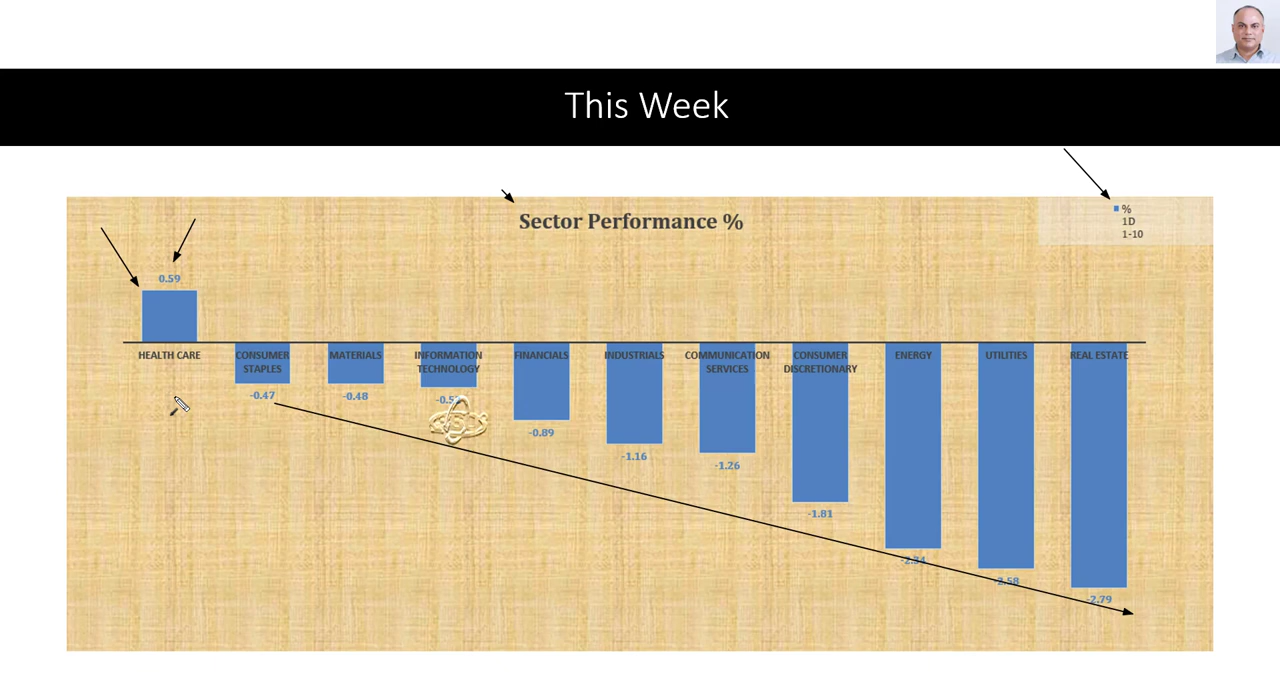 This Week
Sector Performance %
%
1D
1-10
0.59
HEALTH CARE
CONSUMER
STAPLES
MATERIALS
INFORMATION
TECHNOLOGY
FINANCIALS
INDUSTRIALS
COMMUNICATION
SERVICES
CONSUMER
DISCRETIONARY
ENERGY
UTILITIES
REAL ESTATE
-0.47
-0.48
-0.89
-1.16
-1.26
-1.81
-2.34
-2.58
-2.79